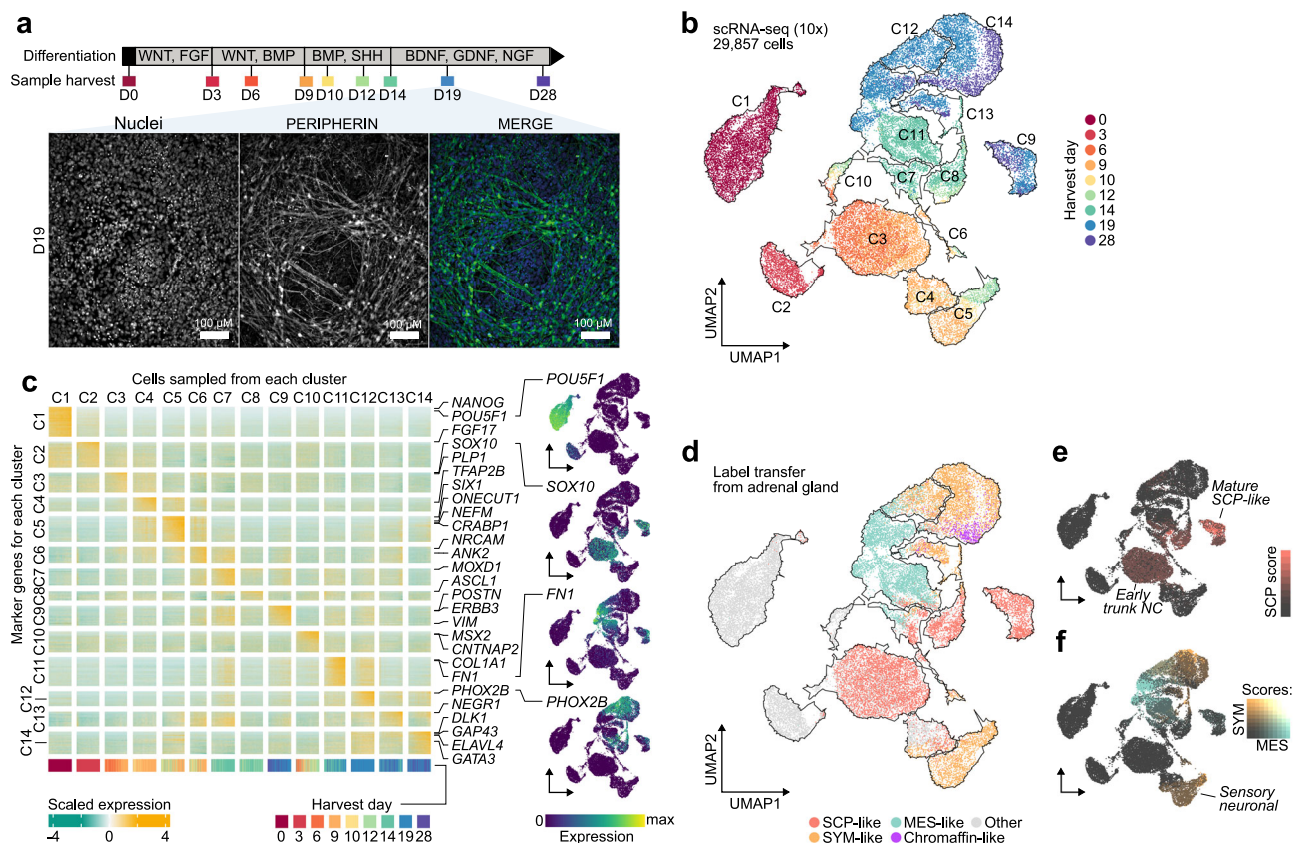 a
Differentiation
WNT, FGF
WNT, BMP
BMP, SHH
BDNF, GDNF, NGF
Sample harvest
D0
D3
D6
D9
D10
D12
D14
D19
D28
Nuclei
PERIPHERIN
MERGE
D19
100 µM
100 µM
100 µM
b
scRNA-seq (10x)
29,857 cells
C1
C2
C3
C4
C5
C6
C7
C8
C9
C10
C11
C12
C13
C14
Harvest day
0
3
6
9
10
12
14
19
28
UMAP2
UMAP1
c
Cells sampled from each cluster
C1 C2 C3 C4 C5 C6 C7 C8 C9 C10 C11 C12 C13 C14
Marker genes for each cluster
C1
C2
C3
C4
C5
C6
C7
C8
C9
C10
C11
C12
C13
C14
NANOG
POU5F1
FGF17
SOX10
PLP1
TFAP2B
SIX1
ONECUT1
NEFM
CRABP1
NRCAM
ANK2
MOXD1
ASCL1
POSTN
ERBB3
VIM
MSX2
CNTNAP2
COL1A1
FN1
PHOX2B
NEGR1
DLK1
GAP43
ELAVL4
GATA3
POU5F1
SOX10
FN1
PHOX2B
Scaled expression
-4 0 4
Harvest day
0 3 6 9 10 12 14 19 28
0 max
Expression
d
Label transfer
from adrenal gland
UMAP2
UMAP1
SCP-like
MES-like
Other
SYM-like
Chromaffin-like
e
Mature
SCP-like
Early
trunk NC
SCP score
f
Scores:
SYM
MES
Sensory
neuronal